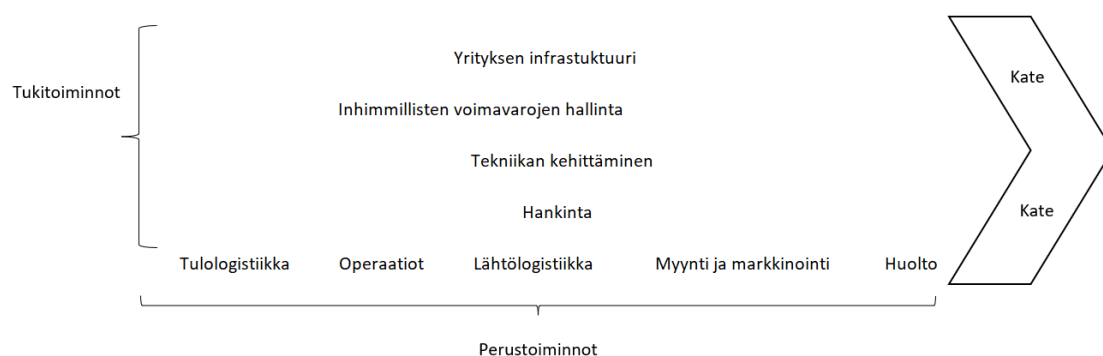 Yrityksen infrastuktuuri
Kate
Tukitoiminnot
Inhimmillisten voimavarojen hallinta
Tekniikan kehittäminen
Hankinta
Kate
Tulologistiikka Operaatiot Lähtölogistiikka Myynti ja markkinointi Huolto
Perustoiminnot